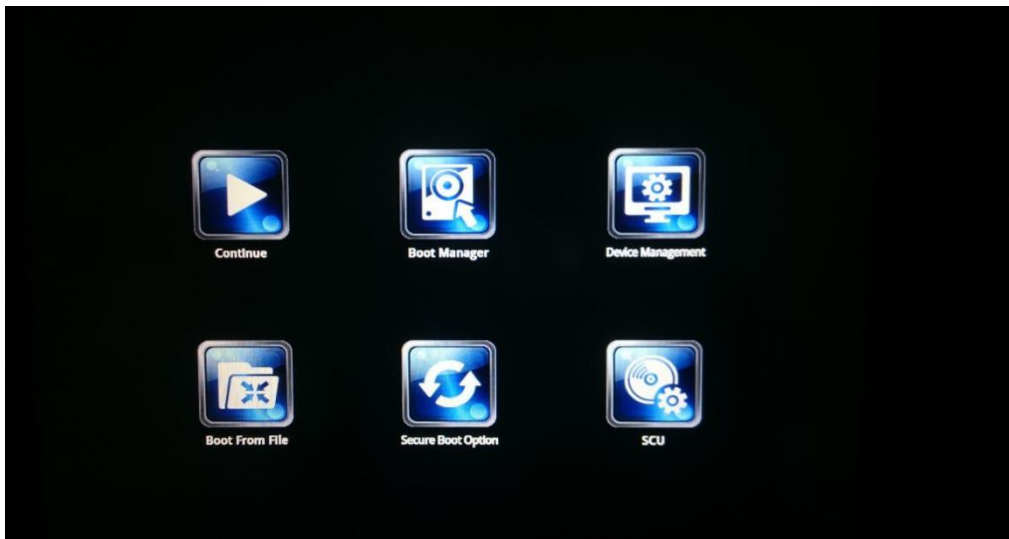 Continue
Boot Manager
Device Management
Boot From File
Secure Boot Option
SCU